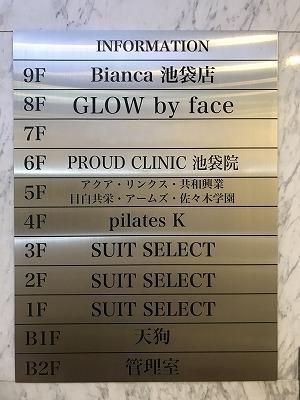 INFORMATION
9F Bianca 池袋店
8F GLOW by face
7F
6F PROUD CLINIC 池袋院
5F アクア・リンクス・共和興業
目白共栄・アームズ・佐々木学園
4F pilates K
3F SUIT SELECT
2F SUIT SELECT
1F SUIT SELECT
B1F 天狗
B2F 管理室